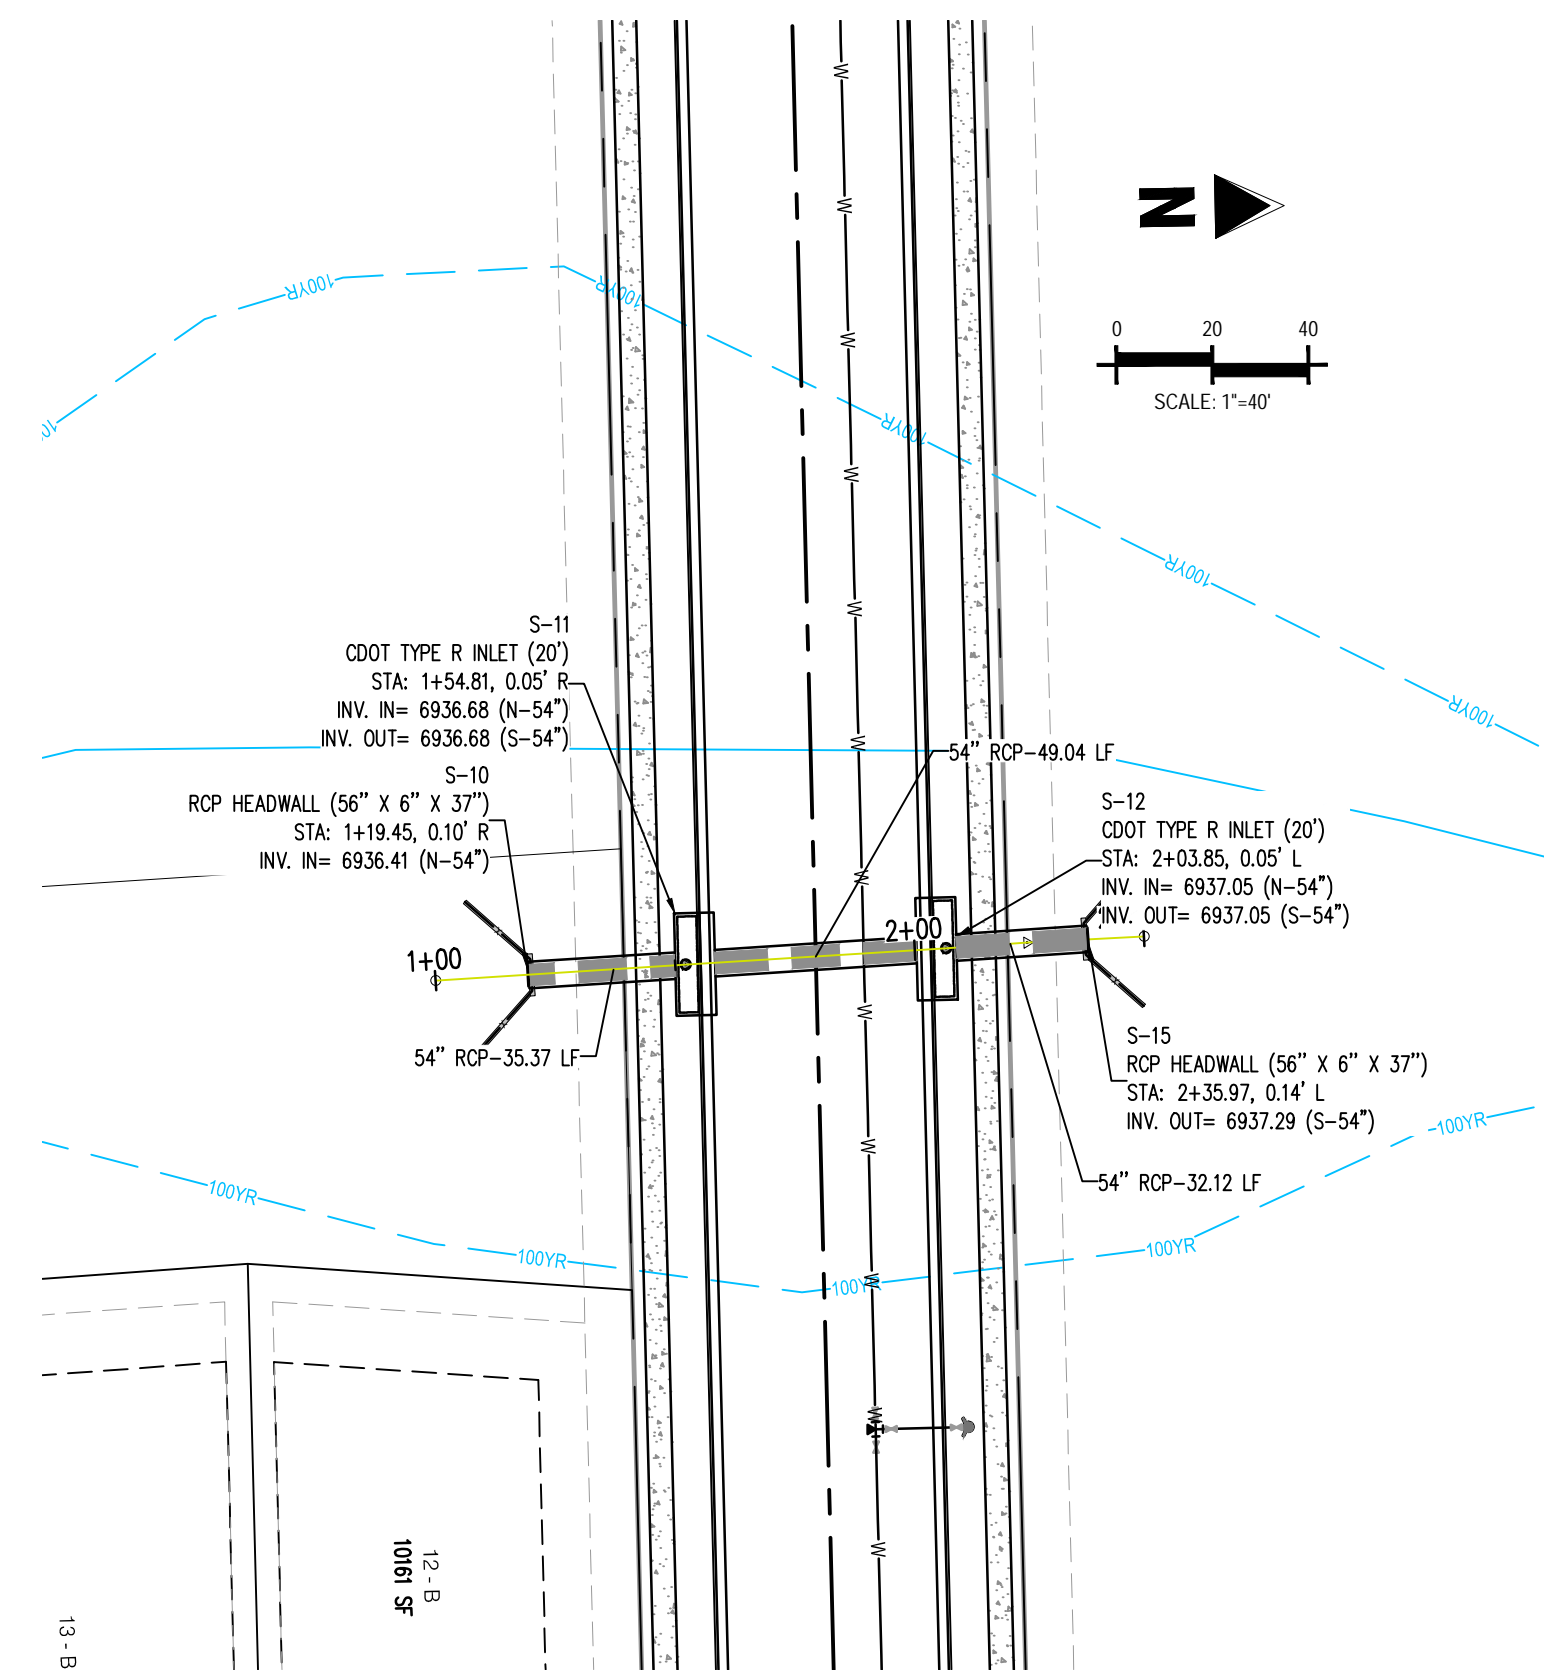 N
0 20 40
SCALE: 1"=40'
100YR
100YR
100YR
100YR
100YR
S-11
CDOT TYPE R INLET (20')
STA: 1+54.81, 0.05' R
INV. IN= 6936.68 (N-54")
INV. OUT= 6936.68 (S-54")
S-10
RCP HEADWALL (56" X 6" X 37")
STA: 1+19.45, 0.10' R
INV. IN= 6936.41 (N-54")
54" RCP-49.04 LF
S-12
CDOT TYPE R INLET (20')
STA: 2+03.85, 0.05' L
INV. IN= 6937.05 (N-54")
INV. OUT= 6937.05 (S-54")
1+00
2+00
54" RCP-35.37 LF
S-15
RCP HEADWALL (56" X 6" X 37")
STA: 2+35.97, 0.14' L
INV. OUT= 6937.29 (S-54")
54" RCP-32.12 LF
100YR
100YR
100YR
100YR
100YR
W
W
W
W
W
W
W
W
W
W
W
W
12-B
10161 SF
13-B